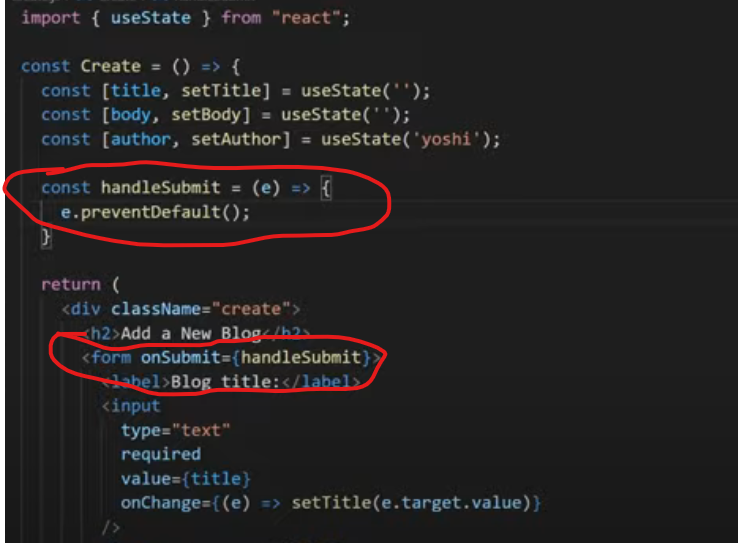 import { useState } from "react";
const Create = () => {
const [title, setTitle] = useState('');
const [body, setBody] = useState('');
const [author, setAuthor] = useState('yoshi');
const handleSubmit = (e) => {
e.preventDefault();
}
return (
<div className="create">
<h2>Add a New Blog</h2>
<form onSubmit={handleSubmit}>
<label>Blog title:</label>
<input
type="text"
required
value={title}
onChange={(e) => setTitle(e.target.value)}
/>